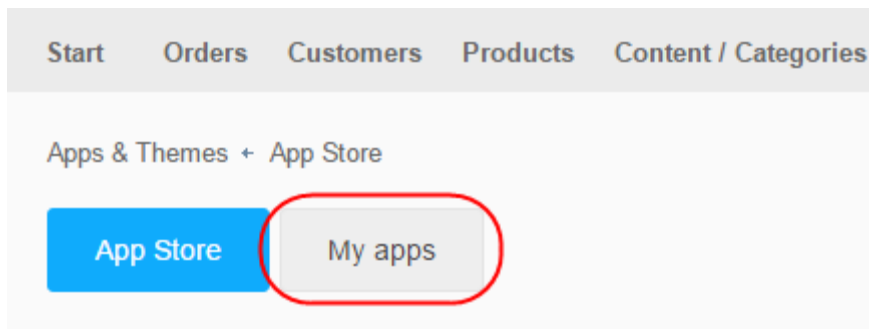 Start Orders Customers Products Content / Categories
Apps & Themes ← App Store
App Store My apps